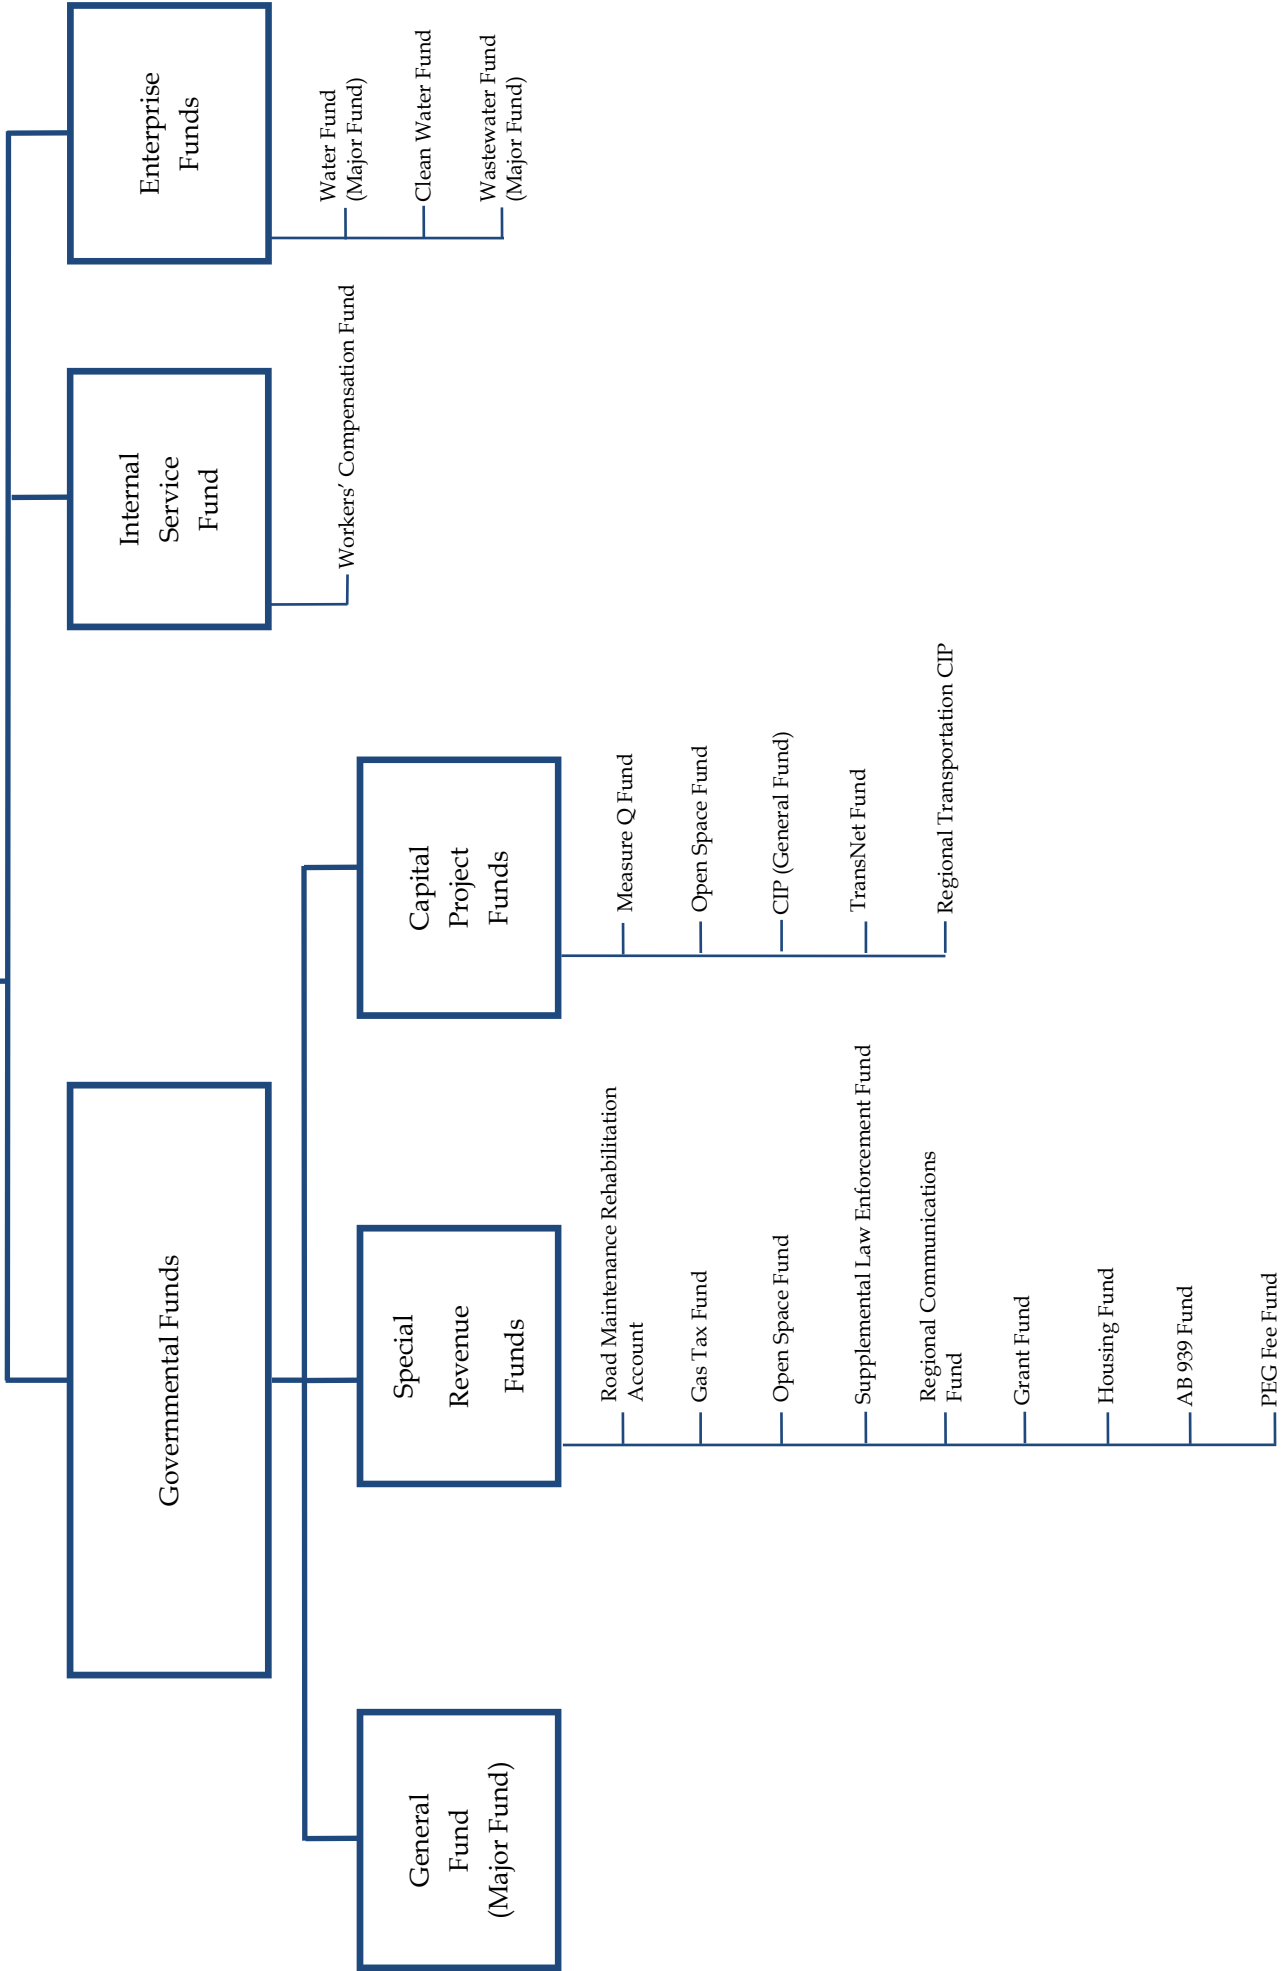 Governmental Funds
Internal
Service
Fund
Enterprise
Funds
General
Fund
(Major Fund)
Special
Revenue
Funds
Road Maintenance Rehabilitation
Account
Gas Tax Fund
Open Space Fund
Supplemental Law Enforcement Fund
Regional Communications
Fund
Grant Fund
Housing Fund
AB 939 Fund
PEG Fee Fund
Capital
Project
Funds
Measure Q Fund
Open Space Fund
CIP (General Fund)
TransNet Fund
Regional Transportation CIP
Workers’ Compensation Fund
Water Fund
(Major Fund)
Clean Water Fund
Wastewater Fund
(Major Fund)